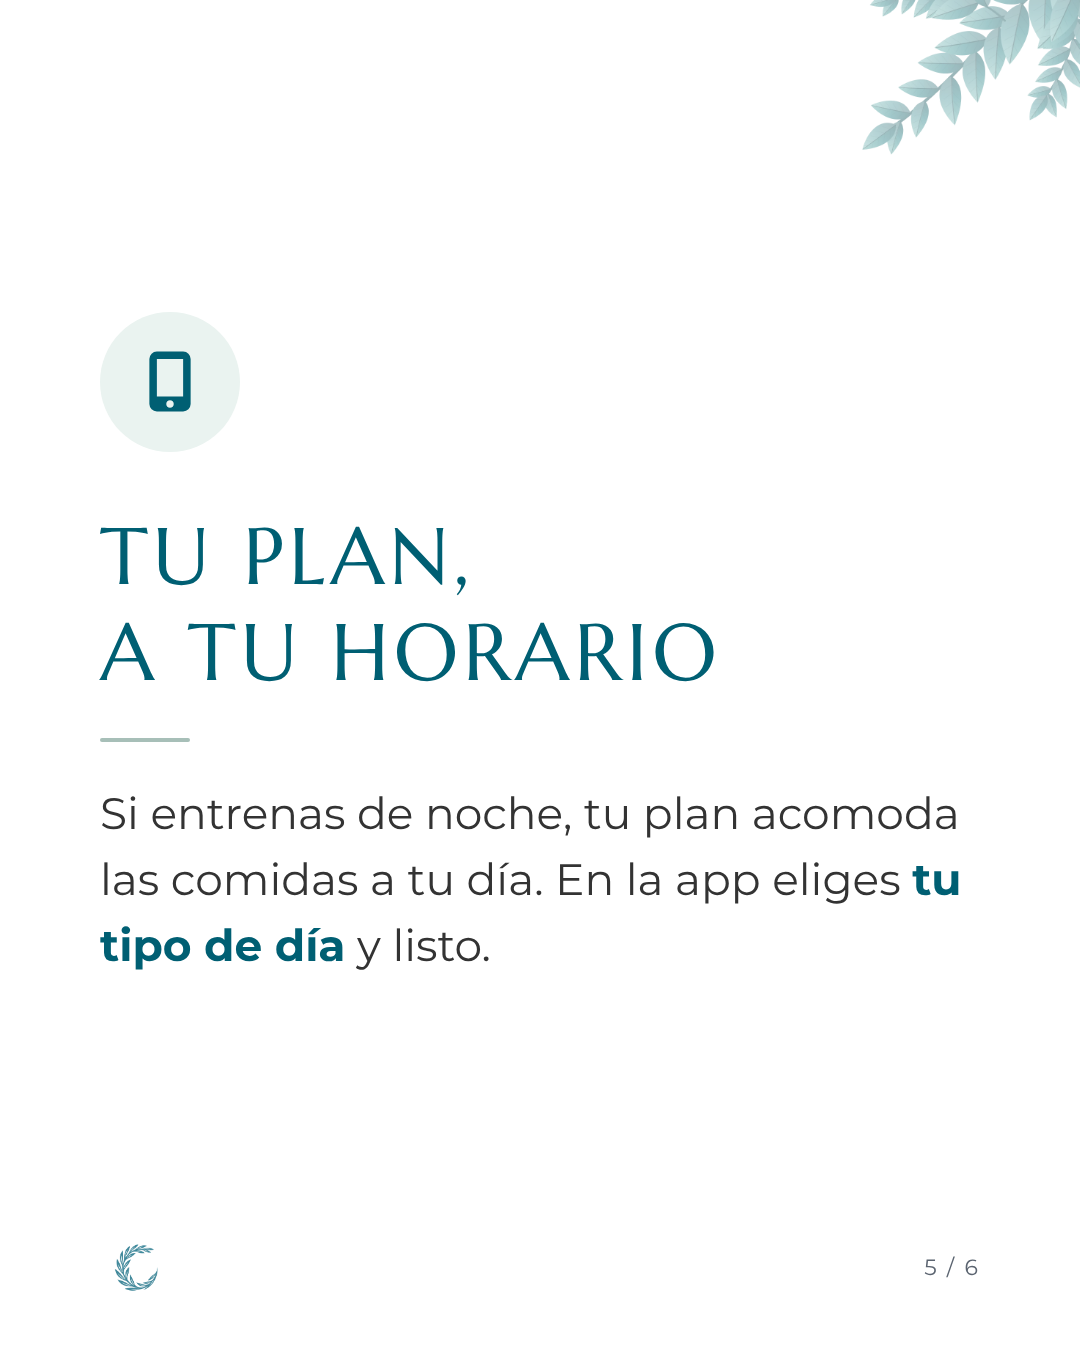 TU PLAN,
A TU HORARIO
Si entrenas de noche, tu plan acomoda
las comidas a tu día. En la app eliges tu
tipo de día y listo.
5 / 6